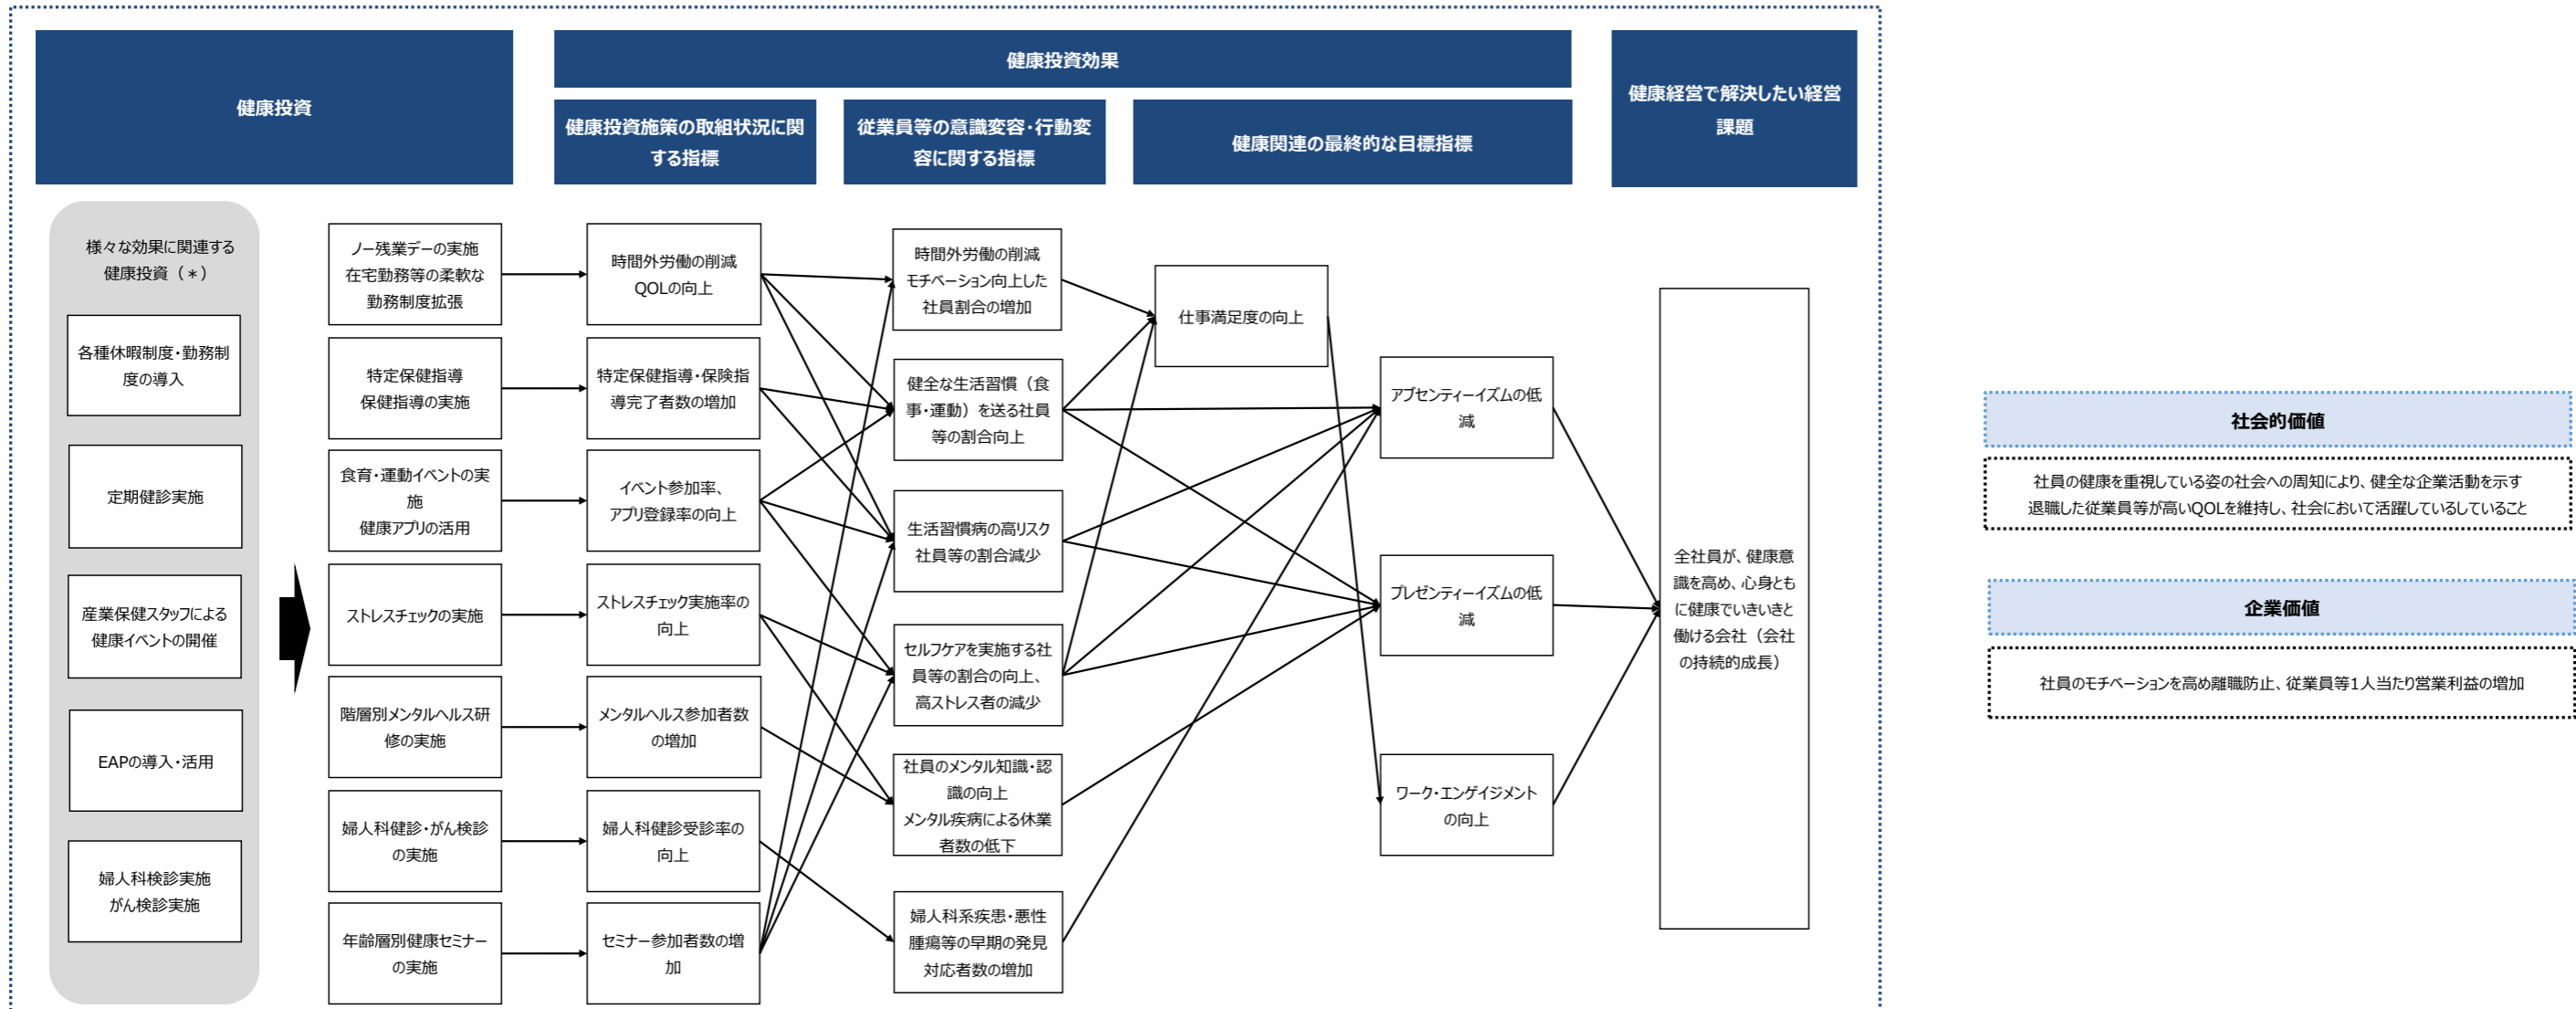 健康投資
健康投資効果
健康投資施策の取組状況に関
する指標
従業員等の意識変容・行動変
容に関する指標
健康関連の最終的な目標指標
健康経営で解決したい経営
課題
様々な効果に関連する
健康投資（＊）
各種休暇制度・勤務制
度の導入
定期健診実施
産業保健スタッフによる
健康イベントの開催
EAPの導入・活用
婦人科検診実施
がん検診実施
ノー残業デーの実施
在宅勤務等の柔軟な
勤務制度拡張
特定保健指導
保健指導の実施
食育・運動イベントの実
施
健康アプリの活用
ストレスチェックの実施
階層別メンタルヘルス研
修の実施
婦人科健診・がん検診
の実施
年齢層別健康セミナー
の実施
時間外労働の削減
QOLの向上
特定保健指導・保険指
導完了者数の増加
イベント参加率、
アプリ登録率の向上
ストレスチェック実施率の
向上
メンタルヘルス参加者数
の増加
婦人科健診受診率の
向上
セミナー参加者数の増
加
時間外労働の削減
モチベーション向上した
社員割合の増加
健全な生活習慣（食
事・運動）を送る社員
等の割合向上
生活習慣病の高リスク
社員等の割合減少
セルフケアを実施する社
員等の割合の向上、
高ストレス者の減少
社員のメンタル知識・認
識の向上
メンタル疾病による休業
者数の低下
婦人科系疾患・悪性
腫瘍等の早期の発見
対応者数の増加
仕事満足度の向上
アブセンティーイズムの低
減
プレゼンティーイズムの低
減
ワーク・エンゲイジメント
の向上
全社員が、健康意
識を高め、心身とも
に健康でいきいきと
働ける会社（会社
の持続的成長）
社会的価値
社員の健康を重視している姿の社会への周知により、健全な企業活動を示す
退職した従業員等が高いQOLを維持し、社会において活躍しているしていること
企業価値
社員のモチベーションを高め離職防止、従業員等1人当たり営業利益の増加